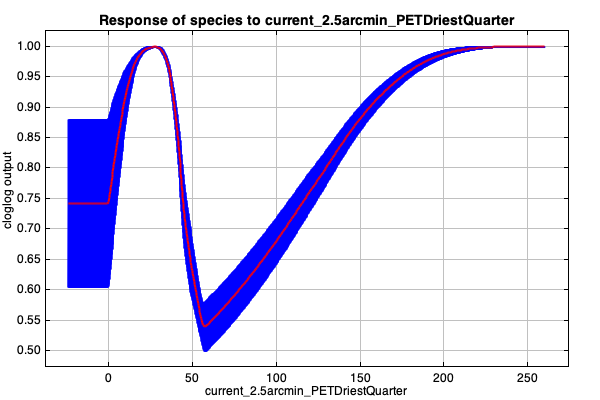 Response of species to current_2.5arcmin_PETDriestQuarter
cloglog output
1.00
0.95
0.90
0.85
0.80
0.75
0.70
0.65
0.60
0.55
0.50
0 50 100 150 200 250
current_2.5arcmin_PETDriestQuarter